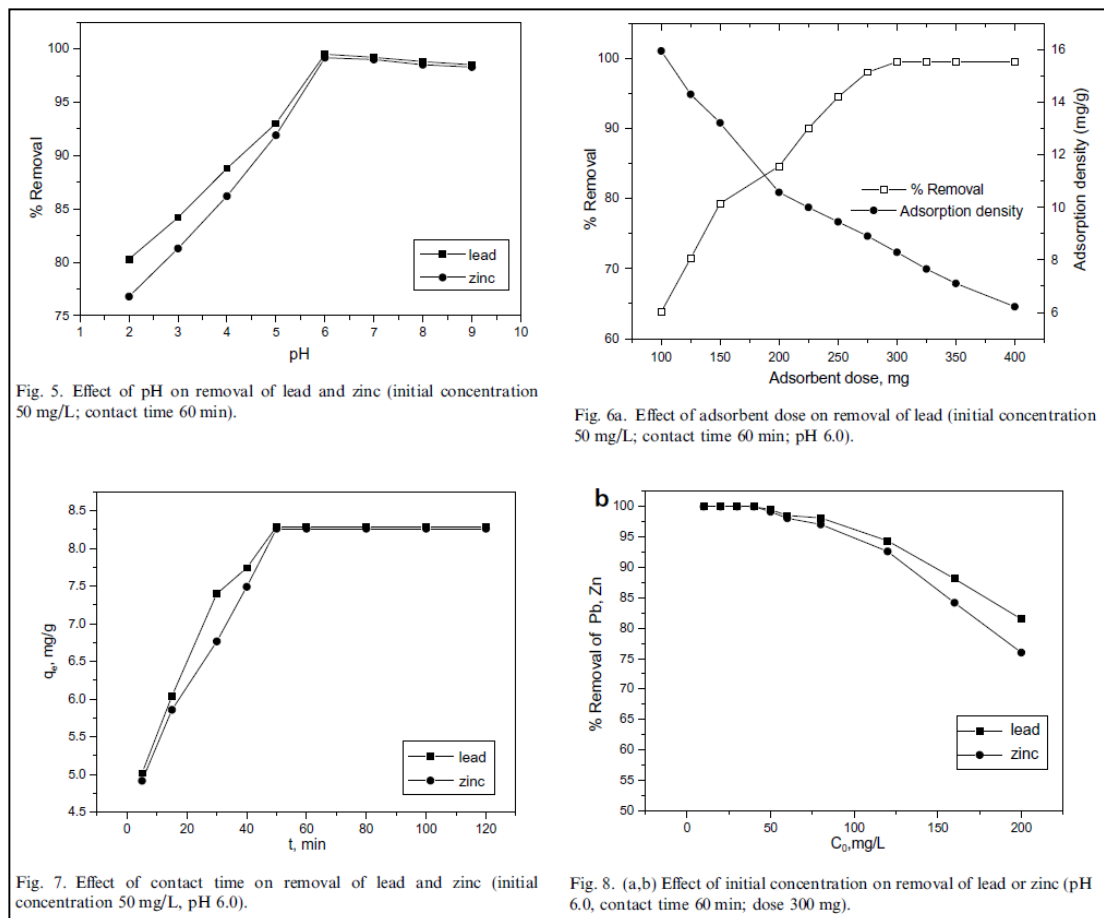 100
95
90
85
80
75
% Removal
lead
zinc
1 2 3 4 5 6 7 8 9 10
pH
Fig. 5. Effect of pH on removal of lead and zinc (initial concentration
50 mg/L; contact time 60 min).
100
90
80
70
60
% Removal
16
14
12
10
8
6
Adsorption density (mg/g)
% Removal
Adsorption density
100 150 200 250 300 350 400
Adsorbent dose, mg
Fig. 6a. Effect of adsorbent dose on removal of lead (initial concentration
50 mg/L; contact time 60 min; pH 6.0).
8.5
8.0
7.5
7.0
6.5
6.0
5.5
5.0
4.5
qe, mg/g
lead
zinc
0 20 40 60 80 100 120
t, min
Fig. 7. Effect of contact time on removal of lead and zinc (initial
concentration 50 mg/L, pH 6.0).
b
100
95
90
85
80
75
70
65
60
55
50
% Removal of Pb, Zn
lead
zinc
0 50 100 150 200
C0,mg/L
Fig. 8. (a,b) Effect of initial concentration on removal of lead or zinc (pH
6.0, contact time 60 min; dose 300 mg).